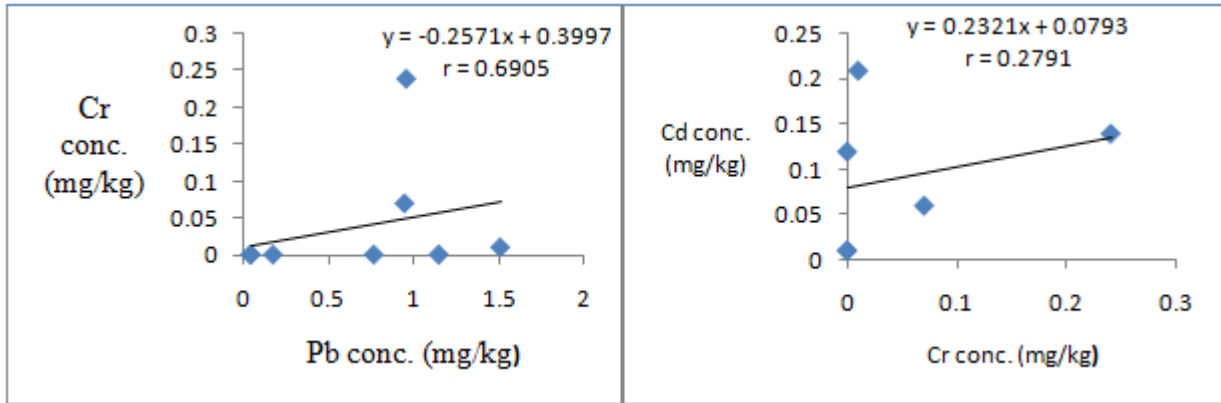 y = -0.2571x + 0.3997
r = 0.6905
0.3
0.25
0.2
0.15
0.1
0.05
0
Cr
conc.
(mg/kg)
0 0.5 1 1.5 2
Pb conc. (mg/kg)
y = 0.2321x + 0.0793
r = 0.2791
0.25
0.2
0.15
0.1
0.05
0
Cd conc.
(mg/kg)
0 0.1 0.2 0.3
Cr conc. (mg/kg)